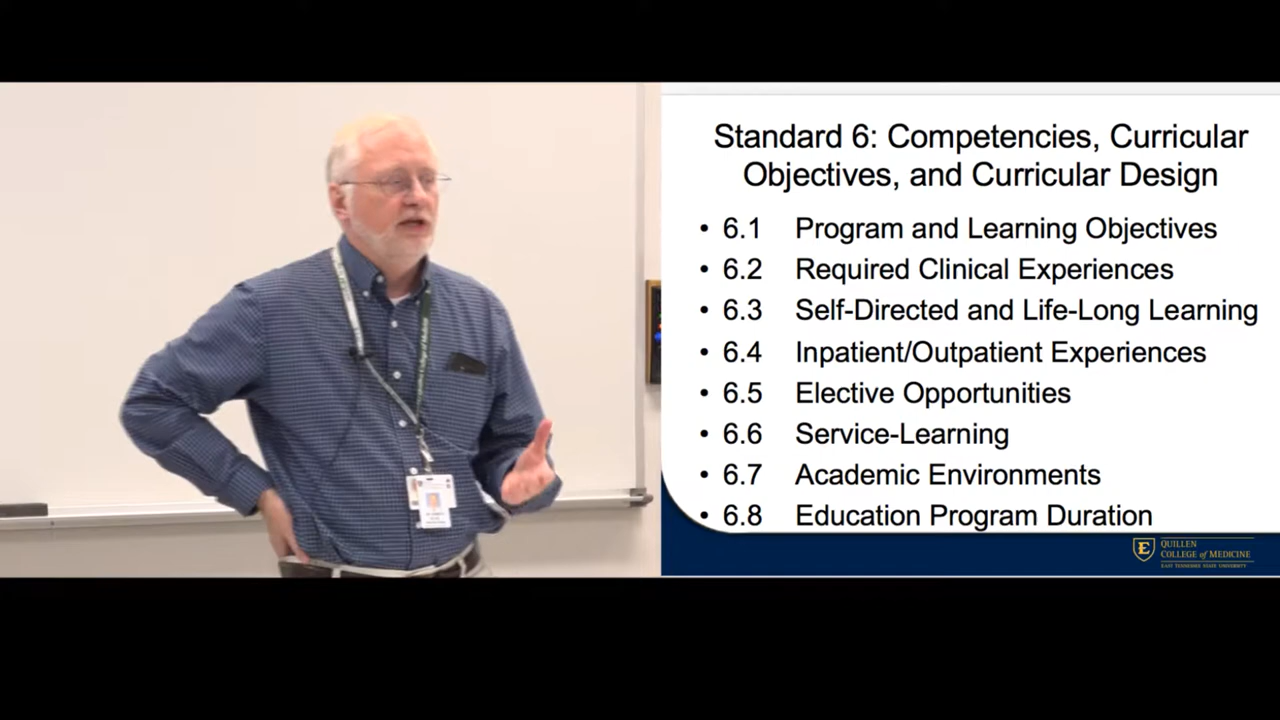 Standard 6: Competencies, Curricular
Objectives, and Curricular Design
• 6.1 Program and Learning Objectives
• 6.2 Required Clinical Experiences
• 6.3 Self-Directed and Life-Long Learning
• 6.4 Inpatient/Outpatient Experiences
• 6.5 Elective Opportunities
• 6.6 Service-Learning
• 6.7 Academic Environments
• 6.8 Education Program Duration
E
QUILLEN
COLLEGE of MEDICINE
EAST TENNESSEE STATE UNIVERSITY
College of Medicine